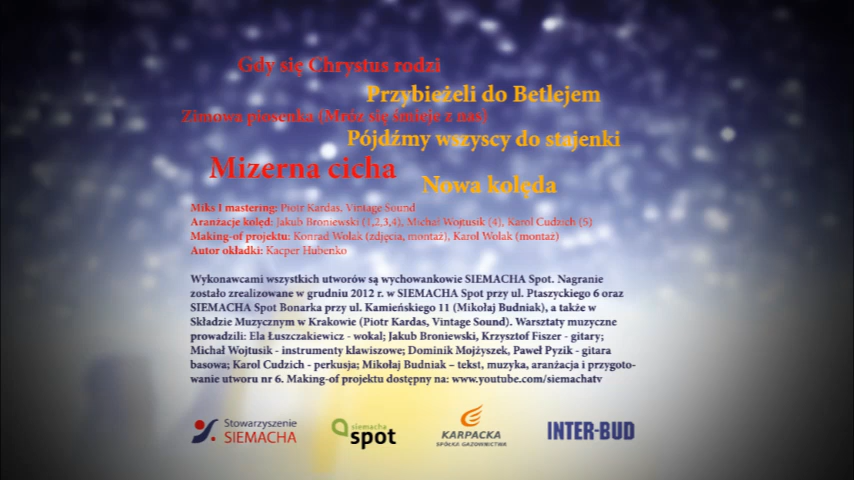 Gdy się Chrystus rodzi
Przybieżeli do Betlejem
Zimowa piosenka (Mróz się śmieje z nas)
Pójdźmy wszyscy do stajenki
Mizerna cicha
Nowa kolęda
Miks I mastering: Piotr Kardas, Vintage Sound
Aranżacje kolęd: Jakub Broniewski (1,2,3,4), Michał Wojtusik (4), Karol Cudzich (5)
Making-of projektu: Konrad Wolak (zdjęcia, montaż), Karol Wolak (montaż)
Autor okładki: Kacper Hubenko
Wykonawcami wszystkich utworów są wychowankowie SIEMACHA Spot. Nagranie
zostało zrealizowane w grudniu 2012 r. w SIEMACHA Spot przy ul. Ptaszyckiego 6 oraz
SIEMACHA Spot Bonarka przy ul. Kamieńskiego 11 (Mikołaj Budniak), a także w
Składzie Muzycznym w Krakowie (Piotr Kardas, Vintage Sound). Warsztaty muzyczne
prowadzili: Ela Łuszczakiewicz - wokal; Jakub Broniewski, Krzysztof Fiszer - gitary;
Michał Wojtusik - instrumenty klawiszowe; Dominik Mojżyszek, Paweł Pyzik - gitara
basowa; Karol Cudzich - perkusja; Mikołaj Budniak – tekst, muzyka, aranżacja i przygoto-
wanie utworu nr 6. Making-of projektu dostępny na: www.youtube.com/siemachatv
Stowarzyszenie
SIEMACHA
siemacha
spot
KARPACKA
SPÓŁKA GAZOWNICTWA
INTER-BUD